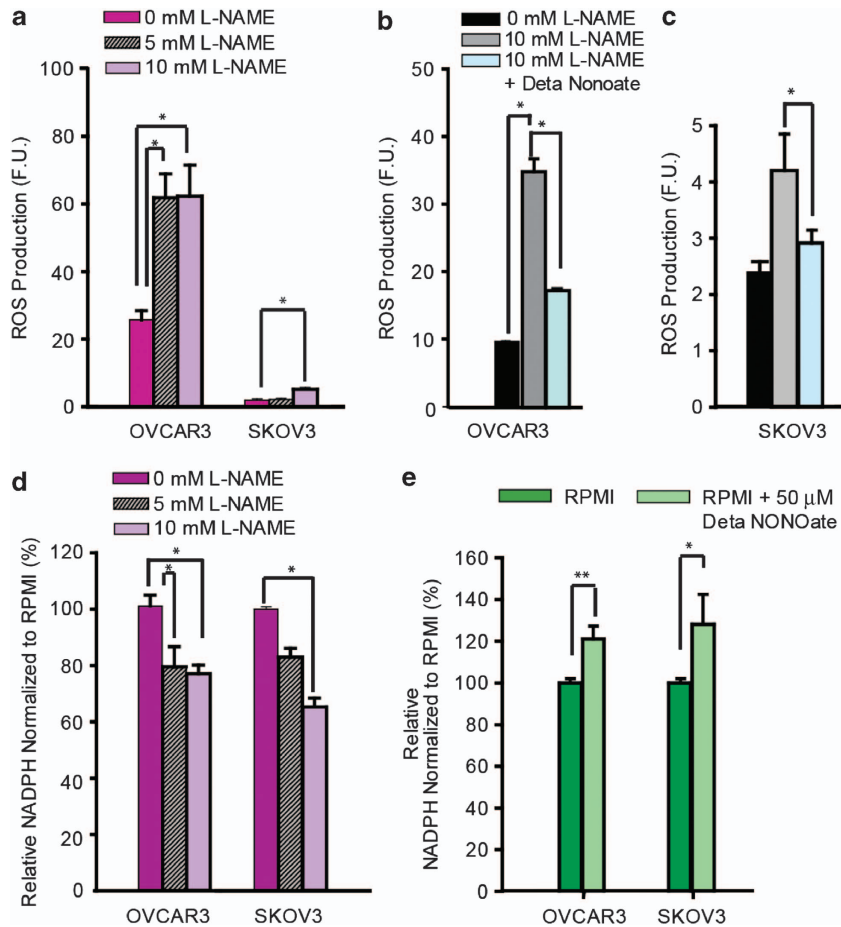 a
0 mM L-NAME
5 mM L-NAME
10 mM L-NAME
ROS Production (F.U.)
100
80
60
40
20
0
*
*
*
OVCAR3
SKOV3
b
0 mM L-NAME
10 mM L-NAME
10 mM L-NAME
+ Deta Nonoate
ROS Production (F.U.)
50
40
30
20
10
0
*
*
OVCAR3
c
ROS Production (F.U.)
5
4
3
2
1
0
*
SKOV3
d
0 mM L-NAME
5 mM L-NAME
10 mM L-NAME
Relative NADPH Normalized to RPMI (%)
120
100
80
60
40
20
0
*
*
*
OVCAR3
SKOV3
e
RPMI
RPMI + 50 μM
Deta NONOate
Relative
NADPH Normalized to RPMI (%)
160
140
120
100
80
60
40
20
0
**
*
OVCAR3
SKOV3